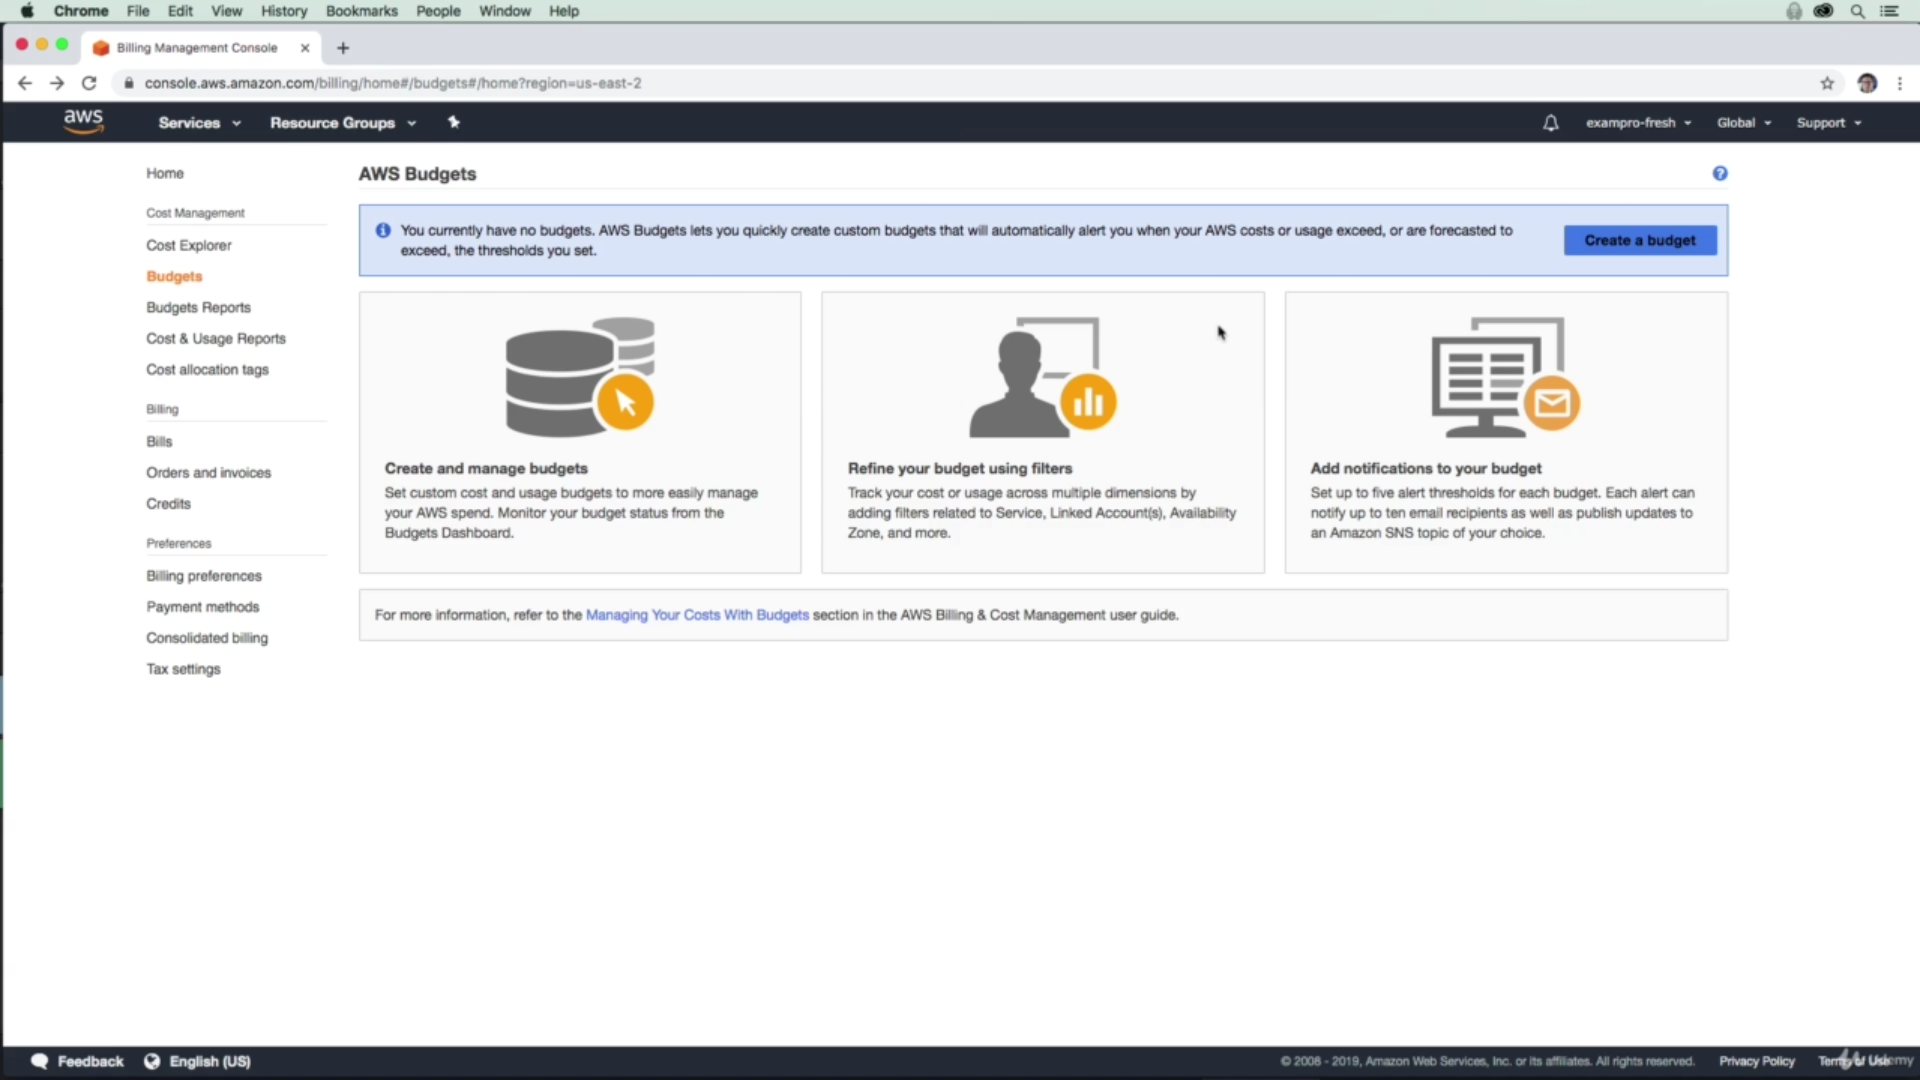 Chrome File Edit View History Bookmarks People Window Help
Billing Management Console
console.aws.amazon.com/billing/home#/budgets#/home?region=us-east-2
aws Services Resource Groups exampro-fresh Global Support
Home
Cost Management
Cost Explorer
Budgets
Budgets Reports
Cost & Usage Reports
Cost allocation tags
Billing
Bills
Orders and invoices
Credits
Preferences
Billing preferences
Payment methods
Consolidated billing
Tax settings
AWS Budgets
You currently have no budgets. AWS Budgets lets you quickly create custom budgets that will automatically alert you when your AWS costs or usage exceed, or are forecasted to
exceed, the thresholds you set.
Create a budget
Create and manage budgets
Set custom cost and usage budgets to more easily manage
your AWS spend. Monitor your budget status from the
Budgets Dashboard.
Refine your budget using filters
Track your cost or usage across multiple dimensions by
adding filters related to Service, Linked Account(s), Availability
Zone, and more.
Add notifications to your budget
Set up to five alert thresholds for each budget. Each alert can
notify up to ten email recipients as well as publish updates to
an Amazon SNS topic of your choice.
For more information, refer to the Managing Your Costs With Budgets section in the AWS Billing & Cost Management user guide.
Feedback English (US) © 2008 - 2019, Amazon Web Services, Inc. or its affiliates. All rights reserved. Privacy Policy Terms of Use